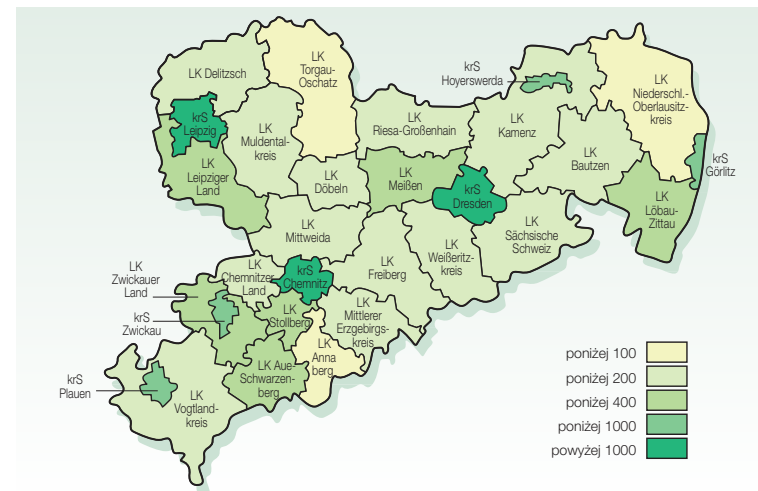 LK Delitzsch
LK
Torgau-
Oschatz
krS
Hoyerswerda
LK
Niederschl.-
Oberlausitz-
kreis
krS
Leipzig
LK
Muldental-
kreis
LK
Riesa-Großenhain
LK
Kamenz
LK
Bautzen
krS
Görlitz
LK
Leipziger
Land
LK
Döbeln
LK
Meißen
krS
Dresden
LK
Löbau-
Zittau
LK
Mittweida
LK
Sächsische
Schweiz
LK
Weißeritz-
kreis
LK
Freiberg
LK
Zwickauer
Land
LK
Chemnitzer
Land
krS
Chemnitz
krS
Zwickau
LK
Stollberg
LK
Mittlerer
Erzgebirgs-
kreis
LK
Anna
berg
LK Aue-
Schwarzen-
berg
krS
Plauen
LK
Vogtland-
kreis
poniżej 100
poniżej 200
poniżej 400
poniżej 1000
powyżej 1000